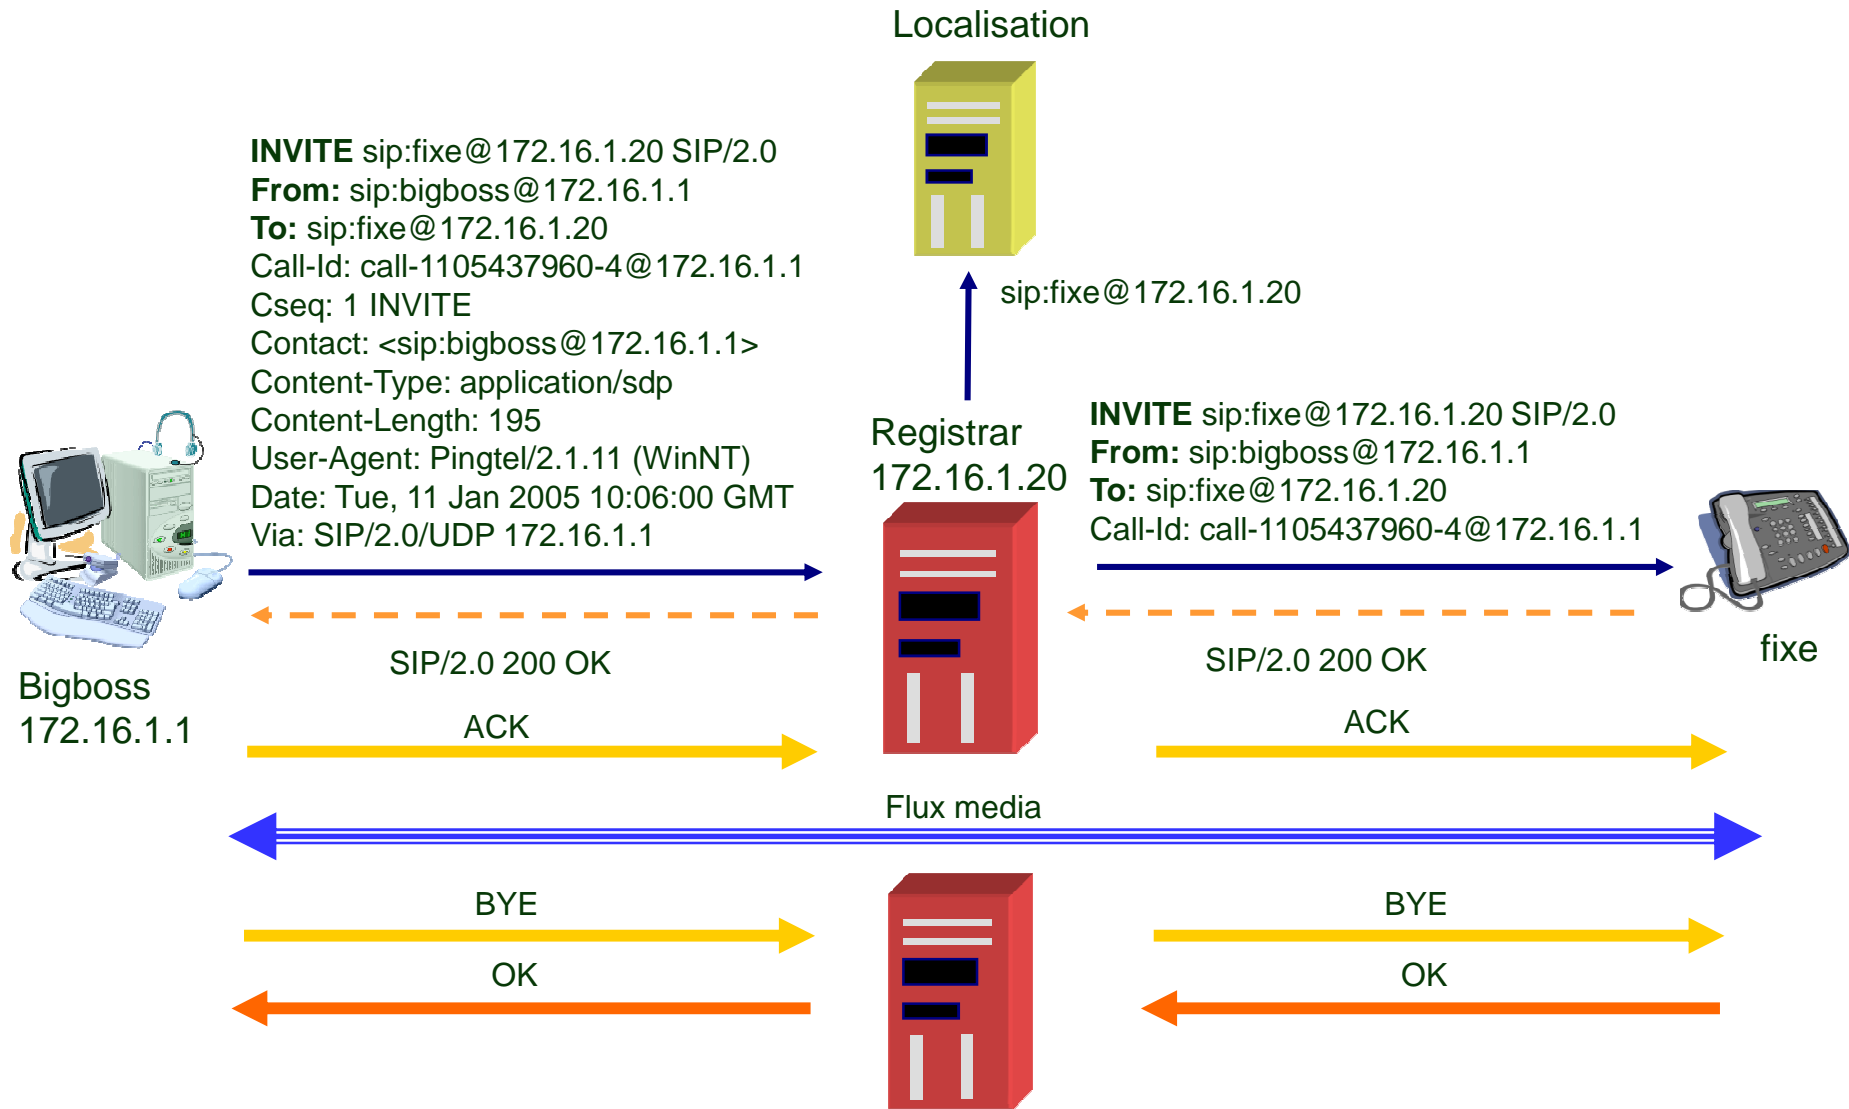 Localisation
INVITE sip:fixe@172.16.1.20 SIP/2.0
From: sip:bigboss@172.16.1.1
To: sip:fixe@172.16.1.20
Call-Id: call-1105437960-4@172.16.1.1
Cseq: 1 INVITE
Contact: <sip:bigboss@172.16.1.1>
Content-Type: application/sdp
Content-Length: 195
User-Agent: Pingtel/2.1.11 (WinNT)
Date: Tue, 11 Jan 2005 10:06:00 GMT
Via: SIP/2.0/UDP 172.16.1.1
sip:fixe@172.16.1.20
Registrar
172.16.1.20
INVITE sip:fixe@172.16.1.20 SIP/2.0
From: sip:bigboss@172.16.1.1
To: sip:fixe@172.16.1.20
Call-Id: call-1105437960-4@172.16.1.1
SIP/2.0 200 OK
SIP/2.0 200 OK
fixe
Bigboss
172.16.1.1
ACK
ACK
Flux media
BYE
BYE
OK
OK